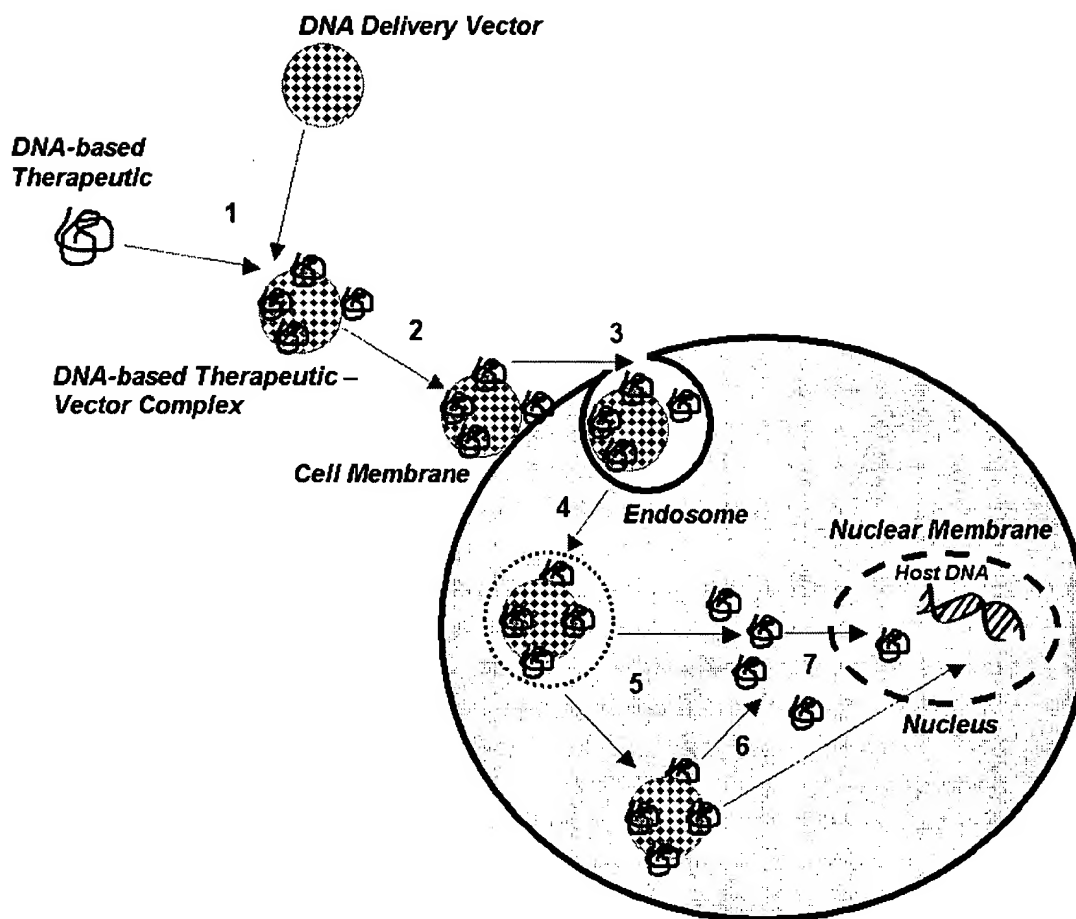 DNA Delivery Vector
DNA-based
Therapeutic
1
2
3
DNA-based Therapeutic –
Vector Complex
Cell Membrane
4
Endosome
Nuclear Membrane
Host DNA
5
7
6
Nucleus